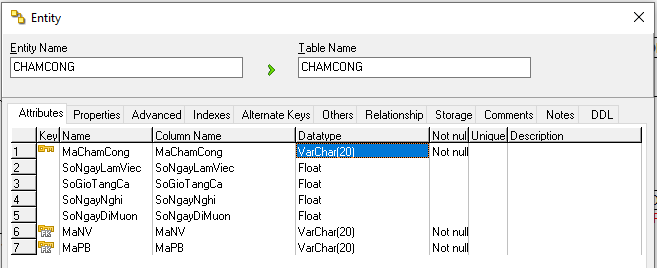 Entity
Entity Name
Table Name
CHAMCONG
CHAMCONG
Attributes Properties Advanced Indexes Alternate Keys Others Relationship Storage Comments Notes DDL
Key Name Column Name Datatype Not nul Unique Description
1 MaChamCong MaChamCong VarChar(20) Not null
2 SoNgayLamViec SoNgayLamViec Float
3 SoGioTangCa SoGioTangCa Float
4 SoNgayNghi SoNgayNghi Float
5 SoNgayDiMuon SoNgayDiMuon Float
6 MaNV MaNV VarChar(20) Not null
7 MaPB MaPB VarChar(20) Not null